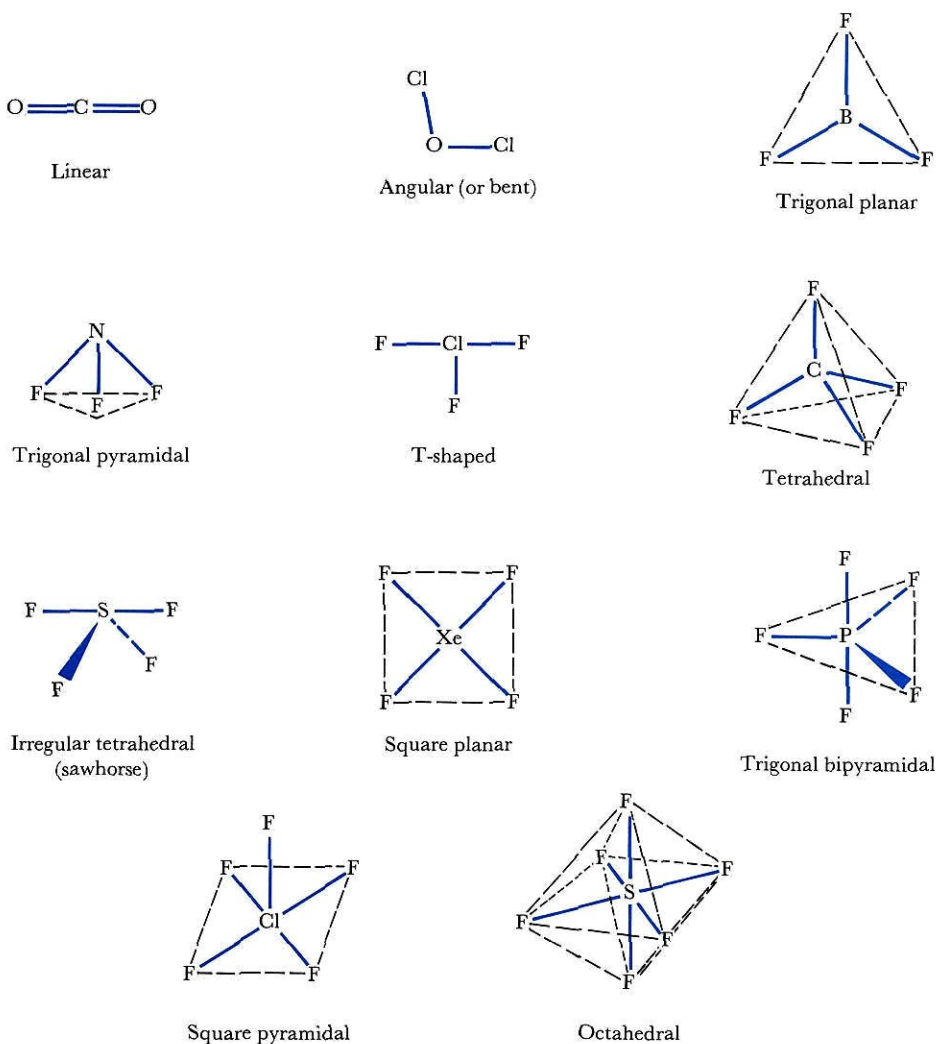 O C O
Linear
Cl
O Cl
Angular (or bent)
F
B
F F
Trigonal planar
N
F F F
Trigonal pyramidal
F Cl F
F
T-shaped
F
C
F F
F
Tetrahedral
F S F
F
F
Irregular tetrahedral
(sawhorse)
F F
Xe
F F
Square planar
F
F
F P
F
F
Trigonal bipyramidal
F
F F
Cl
F F
Square pyramidal
F
F
F
S
F
F
F
Octahedral